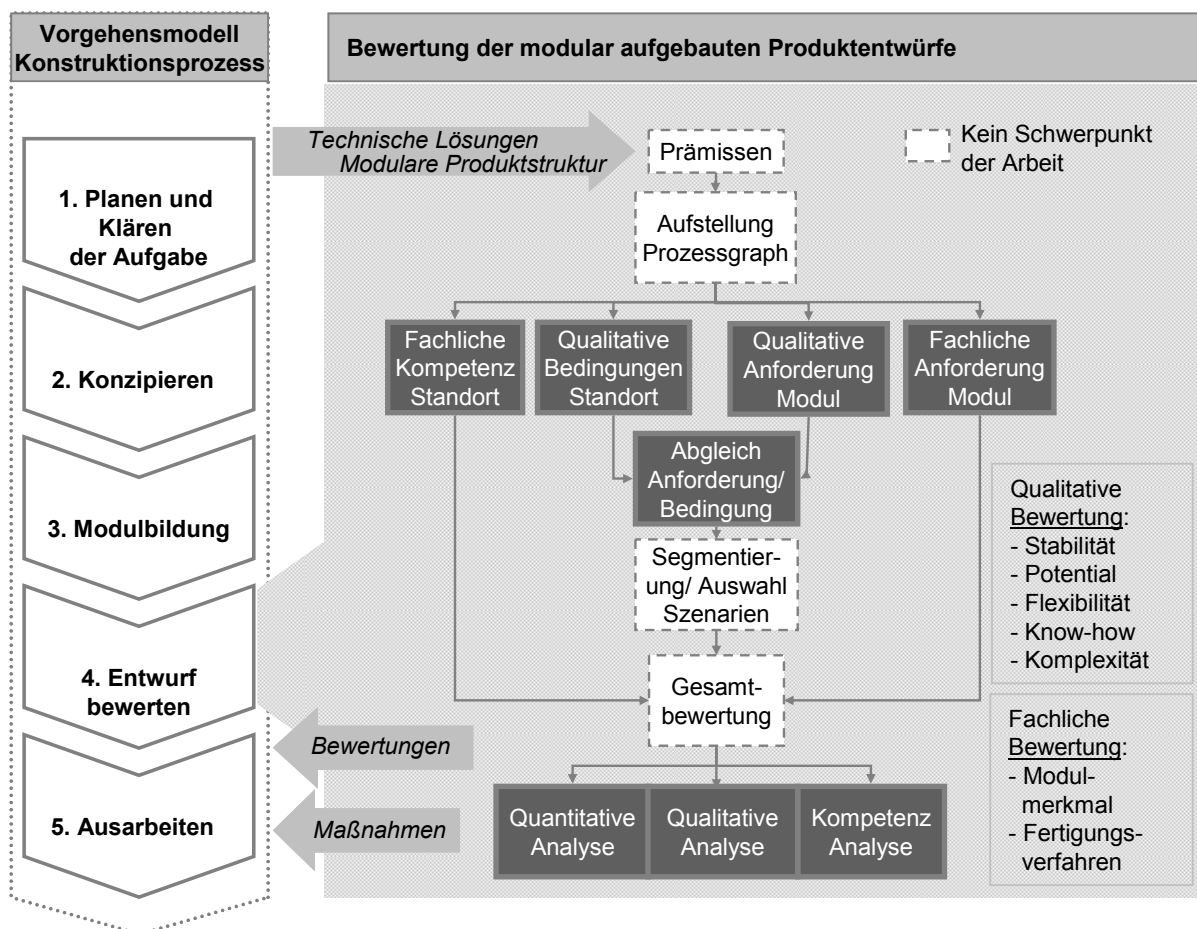 Vorgehensmodell
Konstruktionsprozess
1. Planen und
Klären
der Aufgabe
2. Konzipieren
3. Modulbildung
4. Entwurf
bewerten
5. Ausarbeiten
Bewertung der modular aufgebauten Produktentwürfe
Technische Lösungen
Modulare Produktstruktur
Prämissen
Kein Schwerpunkt
der Arbeit
Aufstellung
Prozessgraph
Fachliche
Kompetenz
Standort
Qualitative
Bedingungen
Standort
Qualitative
Anforderung
Modul
Fachliche
Anforderung
Modul
Abgleich
Anforderung/
Bedingung
Segmentier-
ung/ Auswahl
Szenarien
Gesamt-
bewertung
Bewertungen
Maßnahmen
Quantitative
Analyse
Qualitative
Analyse
Kompetenz
Analyse
Qualitative
Bewertung:
- Stabilität
- Potential
- Flexibilität
- Know-how
- Komplexität
Fachliche
Bewertung:
- Modul-
merkmal
- Fertigungs-
verfahren